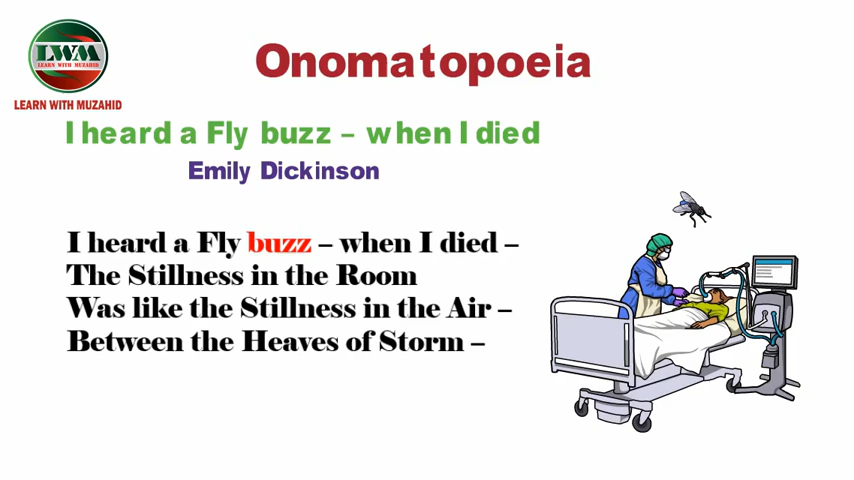 LWM
LEARN WITH MUZAHID
LEARN WITH MUZAHID
Onomatopoeia
I heard a Fly buzz – when I died
Emily Dickinson
I heard a Fly buzz – when I died –
The Stillness in the Room
Was like the Stillness in the Air –
Between the Heaves of Storm –